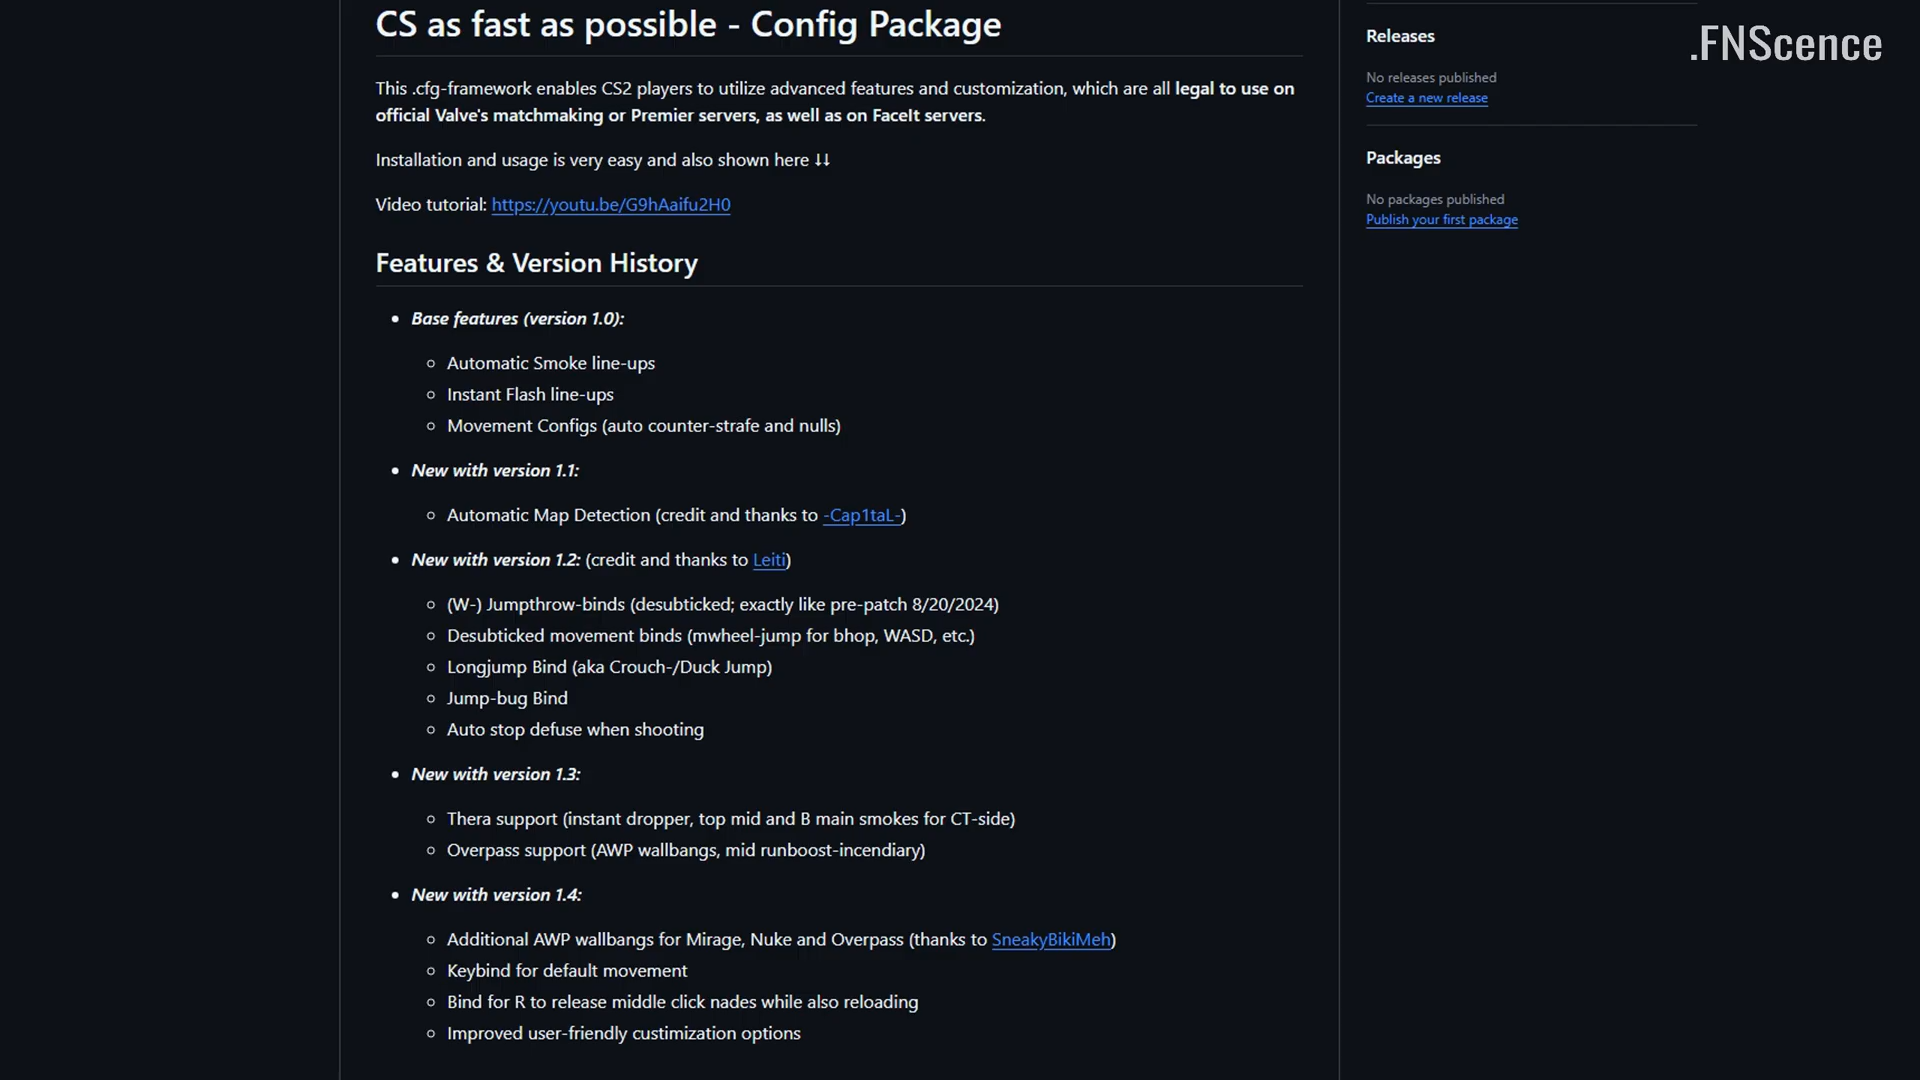 CS as fast as possible - Config Package
This .cfg-framework enables CS2 players to utilize advanced features and customization, which are all legal to use on
official Valve's matchmaking or Premier servers, as well as on FaceIt servers.
Installation and usage is very easy and also shown here ↓↓
Video tutorial: https://youtu.be/G9hAaifu2H0
Features & Version History
Base features (version 1.0):
Automatic Smoke line-ups
Instant Flash line-ups
Movement Configs (auto counter-strafe and nulls)
New with version 1.1:
Automatic Map Detection (credit and thanks to -Cap1taL-)
New with version 1.2: (credit and thanks to Leiti)
(W-) Jumpthrow-binds (desubticked; exactly like pre-patch 8/20/2024)
Desubticked movement binds (mwheel-jump for bhop, WASD, etc.)
Longjump Bind (aka Crouch-/Duck Jump)
Jump-bug Bind
Auto stop defuse when shooting
New with version 1.3:
Thera support (instant dropper, top mid and B main smokes for CT-side)
Overpass support (AWP wallbangs, mid runboost-incendiary)
New with version 1.4:
Additional AWP wallbangs for Mirage, Nuke and Overpass (thanks to SneakyBikiMeh)
Keybind for default movement
Bind for R to release middle click nades while also reloading
Improved user-friendly custimization options
Releases
No releases published
Create a new release
Packages
No packages published
Publish your first package
.FNScence